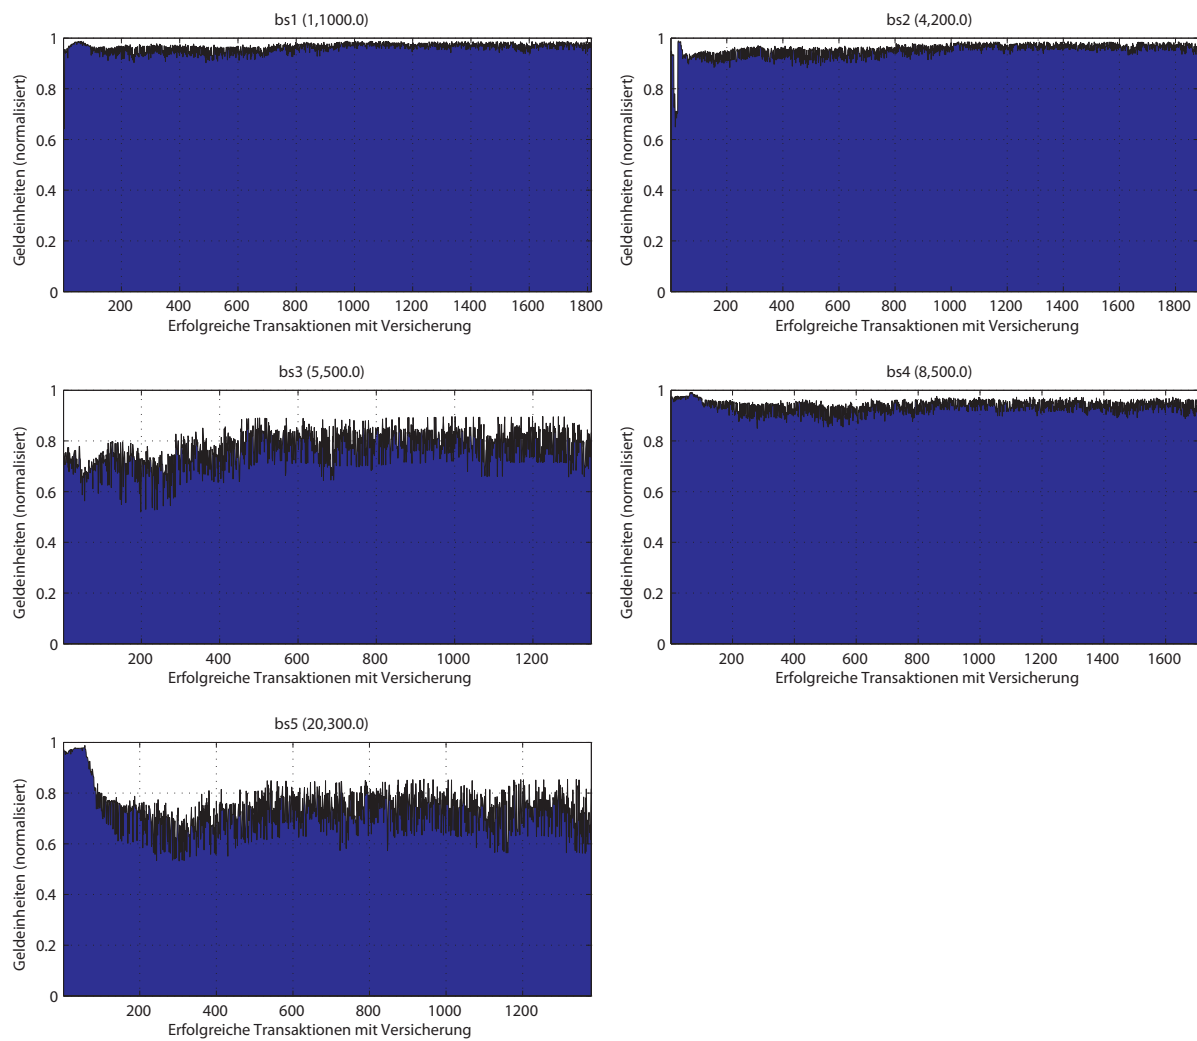 bs1 (1,1000.0)
1
0.8
0.6
0.4
0.2
0
Geldeinheiten (normalisiert)
200 400 600 800 1000 1200 1400 1600 1800
Erfolgreiche Transaktionen mit Versicherung
bs2 (4,200.0)
1
0.8
0.6
0.4
0.2
0
Geldeinheiten (normalisiert)
200 400 600 800 1000 1200 1400 1600 1800
Erfolgreiche Transaktionen mit Versicherung
bs3 (5,500.0)
1
0.8
0.6
0.4
0.2
0
Geldeinheiten (normalisiert)
200 400 600 800 1000 1200
Erfolgreiche Transaktionen mit Versicherung
bs4 (8,500.0)
1
0.8
0.6
0.4
0.2
0
Geldeinheiten (normalisiert)
200 400 600 800 1000 1200 1400 1600
Erfolgreiche Transaktionen mit Versicherung
bs5 (20,300.0)
1
0.8
0.6
0.4
0.2
0
Geldeinheiten (normalisiert)
200 400 600 800 1000 1200
Erfolgreiche Transaktionen mit Versicherung